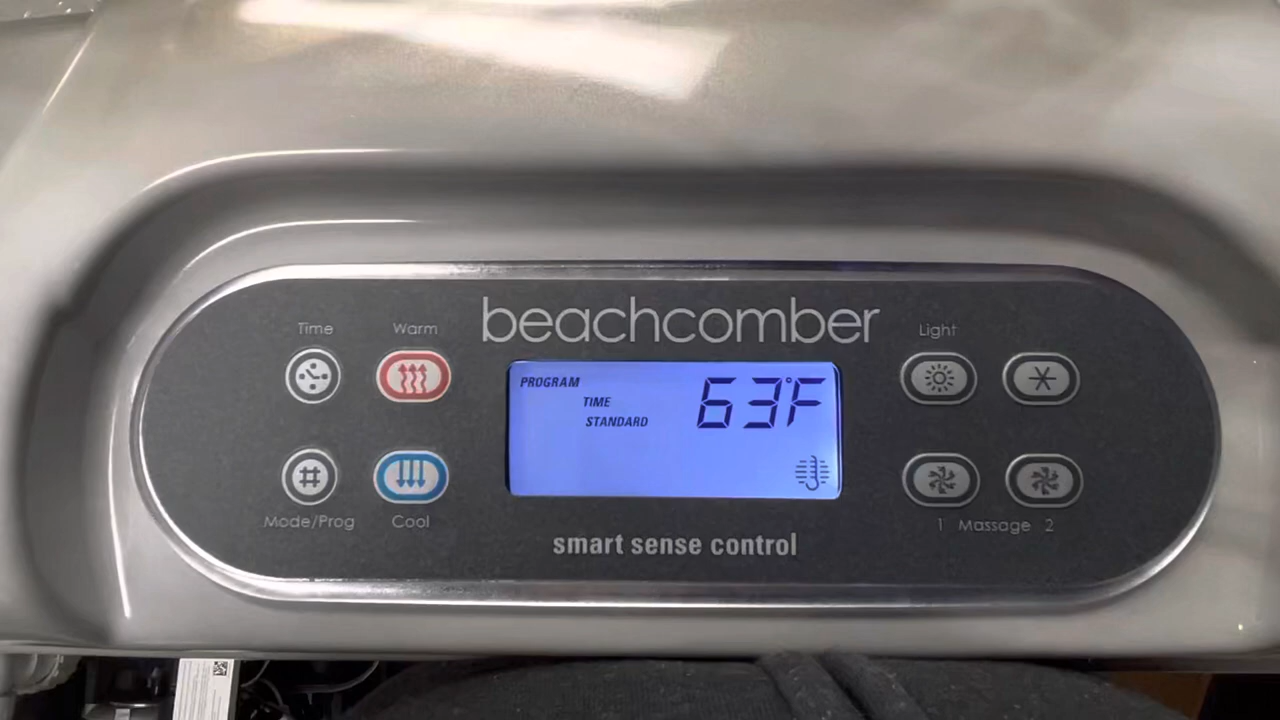 beachcomber
Time
Warm
Light
PROGRAM
TIME
STANDARD
63°F
Mode/Prog
Cool
1 Massage 2
smart sense control